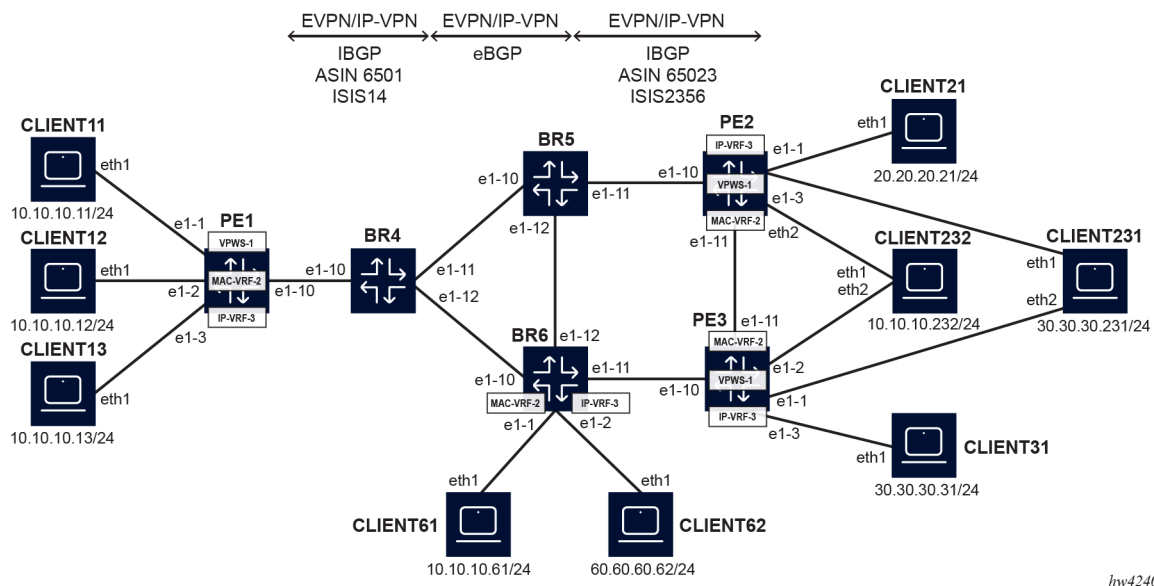 EVPN/IP-VPN
EVPN/IP-VPN
EVPN/IP-VPN
IBGP
ASIN 6501
ISIS14
eBGP
IBGP
ASIN 65023
ISIS2356
CLIENT11
eth1
10.10.10.11/24
CLIENT12
eth1
10.10.10.12/24
CLIENT13
eth1
10.10.10.13/24
e1-1
PE1
VPWS-1
MAC-VRF-2
IP-VRF-3
e1-2
e1-3
e1-10
BR4
e1-10
e1-11
e1-12
BR5
e1-10
e1-11
e1-12
BR6
e1-12
e1-10
e1-11
MAC-VRF-2
IP-VRF-3
e1-1
e1-2
PE2
IP-VRF-3
VPWS-1
MAC-VRF-2
e1-10
e1-1
e1-3
eth2
e1-11
PE3
e1-11
MAC-VRF-2
VPWS-1
IP-VRF-3
e1-10
e1-2
e1-1
e1-3
CLIENT21
eth1
20.20.20.21/24
CLIENT232
eth1
eth2
10.10.10.232/24
CLIENT231
eth1
eth2
30.30.30.231/24
CLIENT31
eth1
30.30.30.31/24
eth1
CLIENT61
10.10.10.61/24
eth1
CLIENT62
60.60.60.62/24